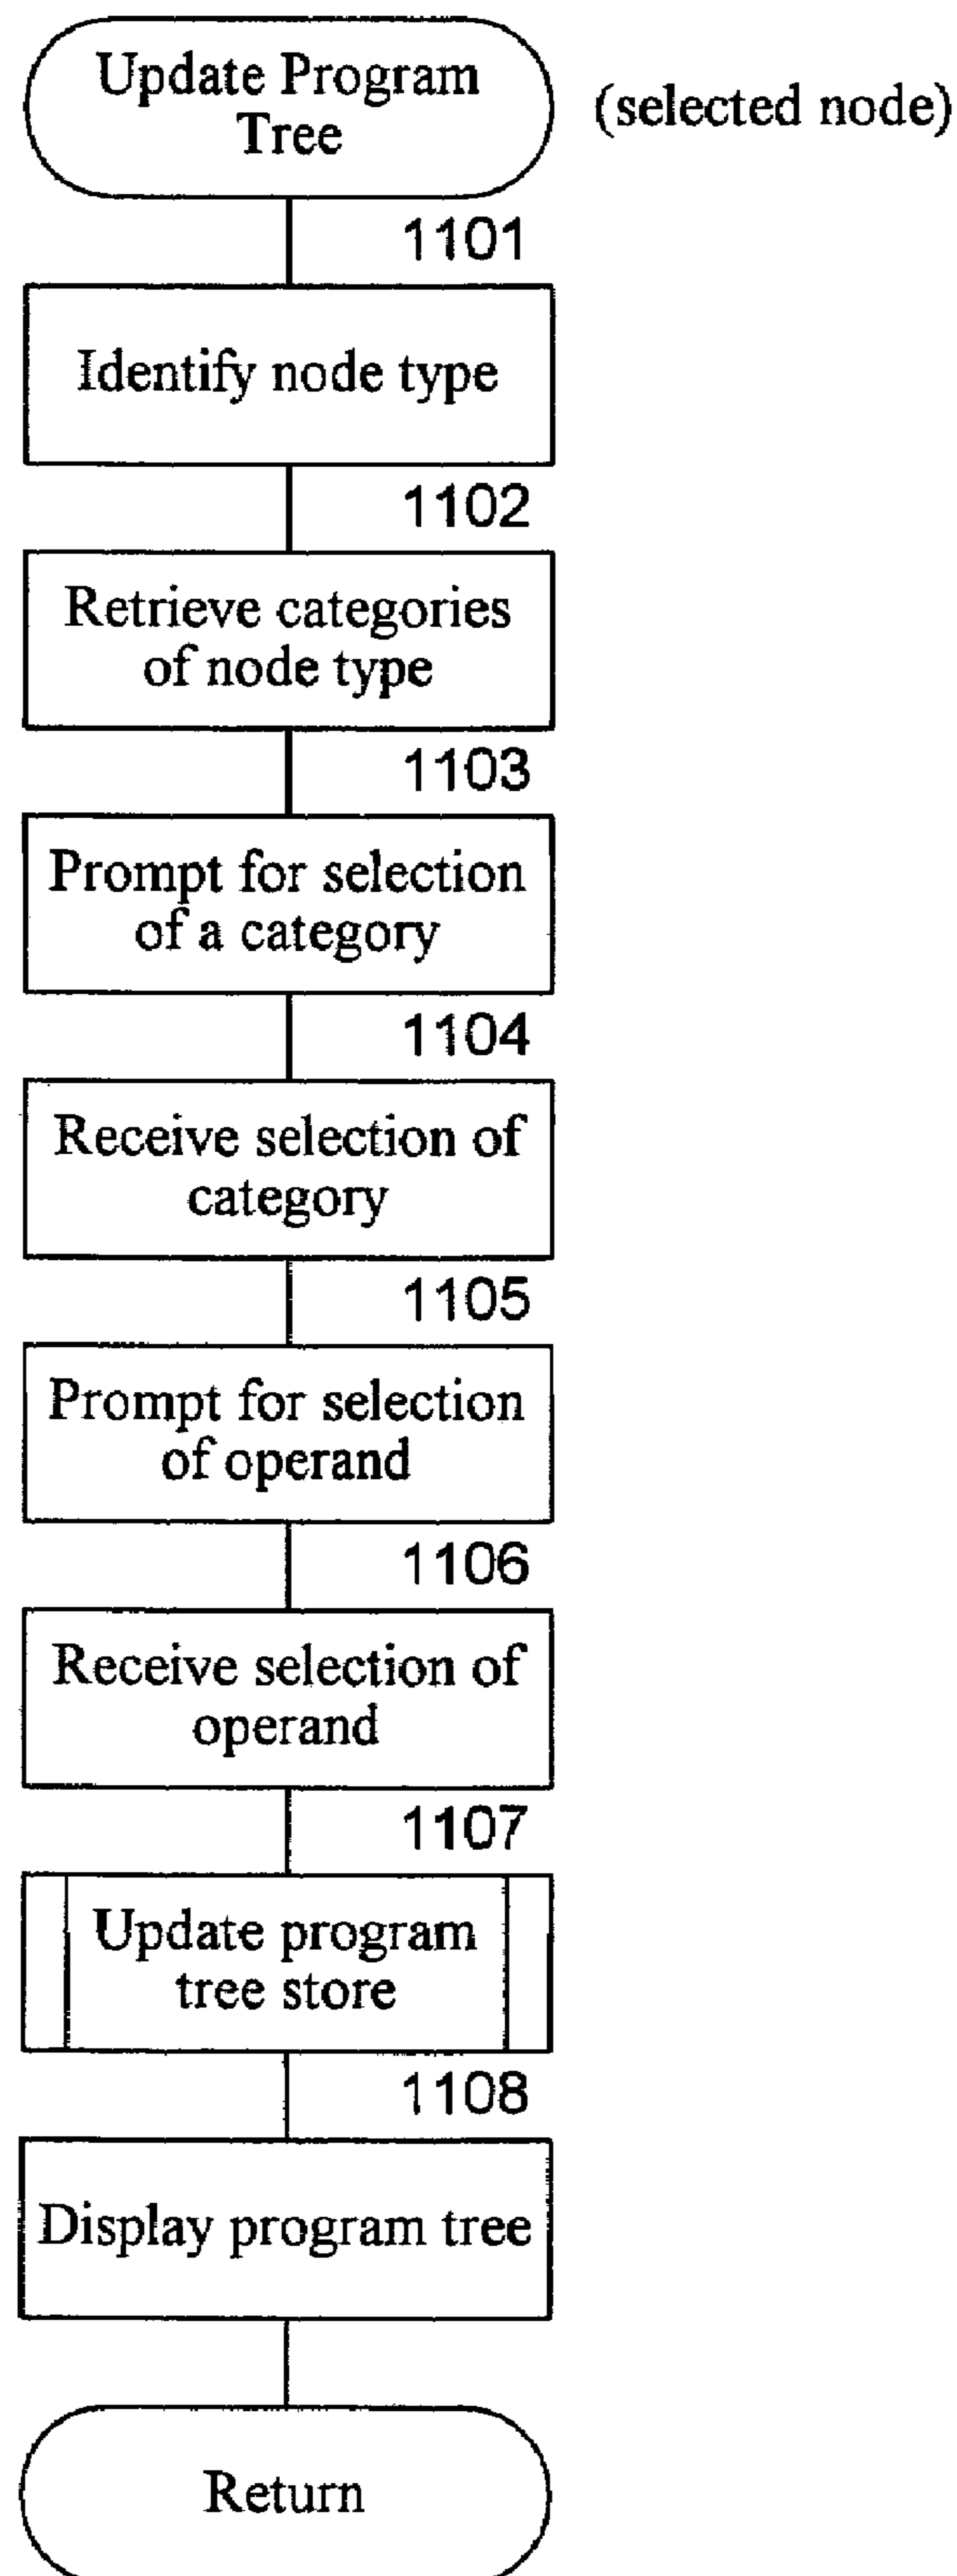 Update Program
Tree
(selected node)
1101
Identify node type
1102
Retrieve categories
of node type
1103
Prompt for selection
of a category
1104
Receive selection of
category
1105
Prompt for selection
of operand
1106
Receive selection of
operand
1107
Update program
tree store
1108
Display program tree
Return